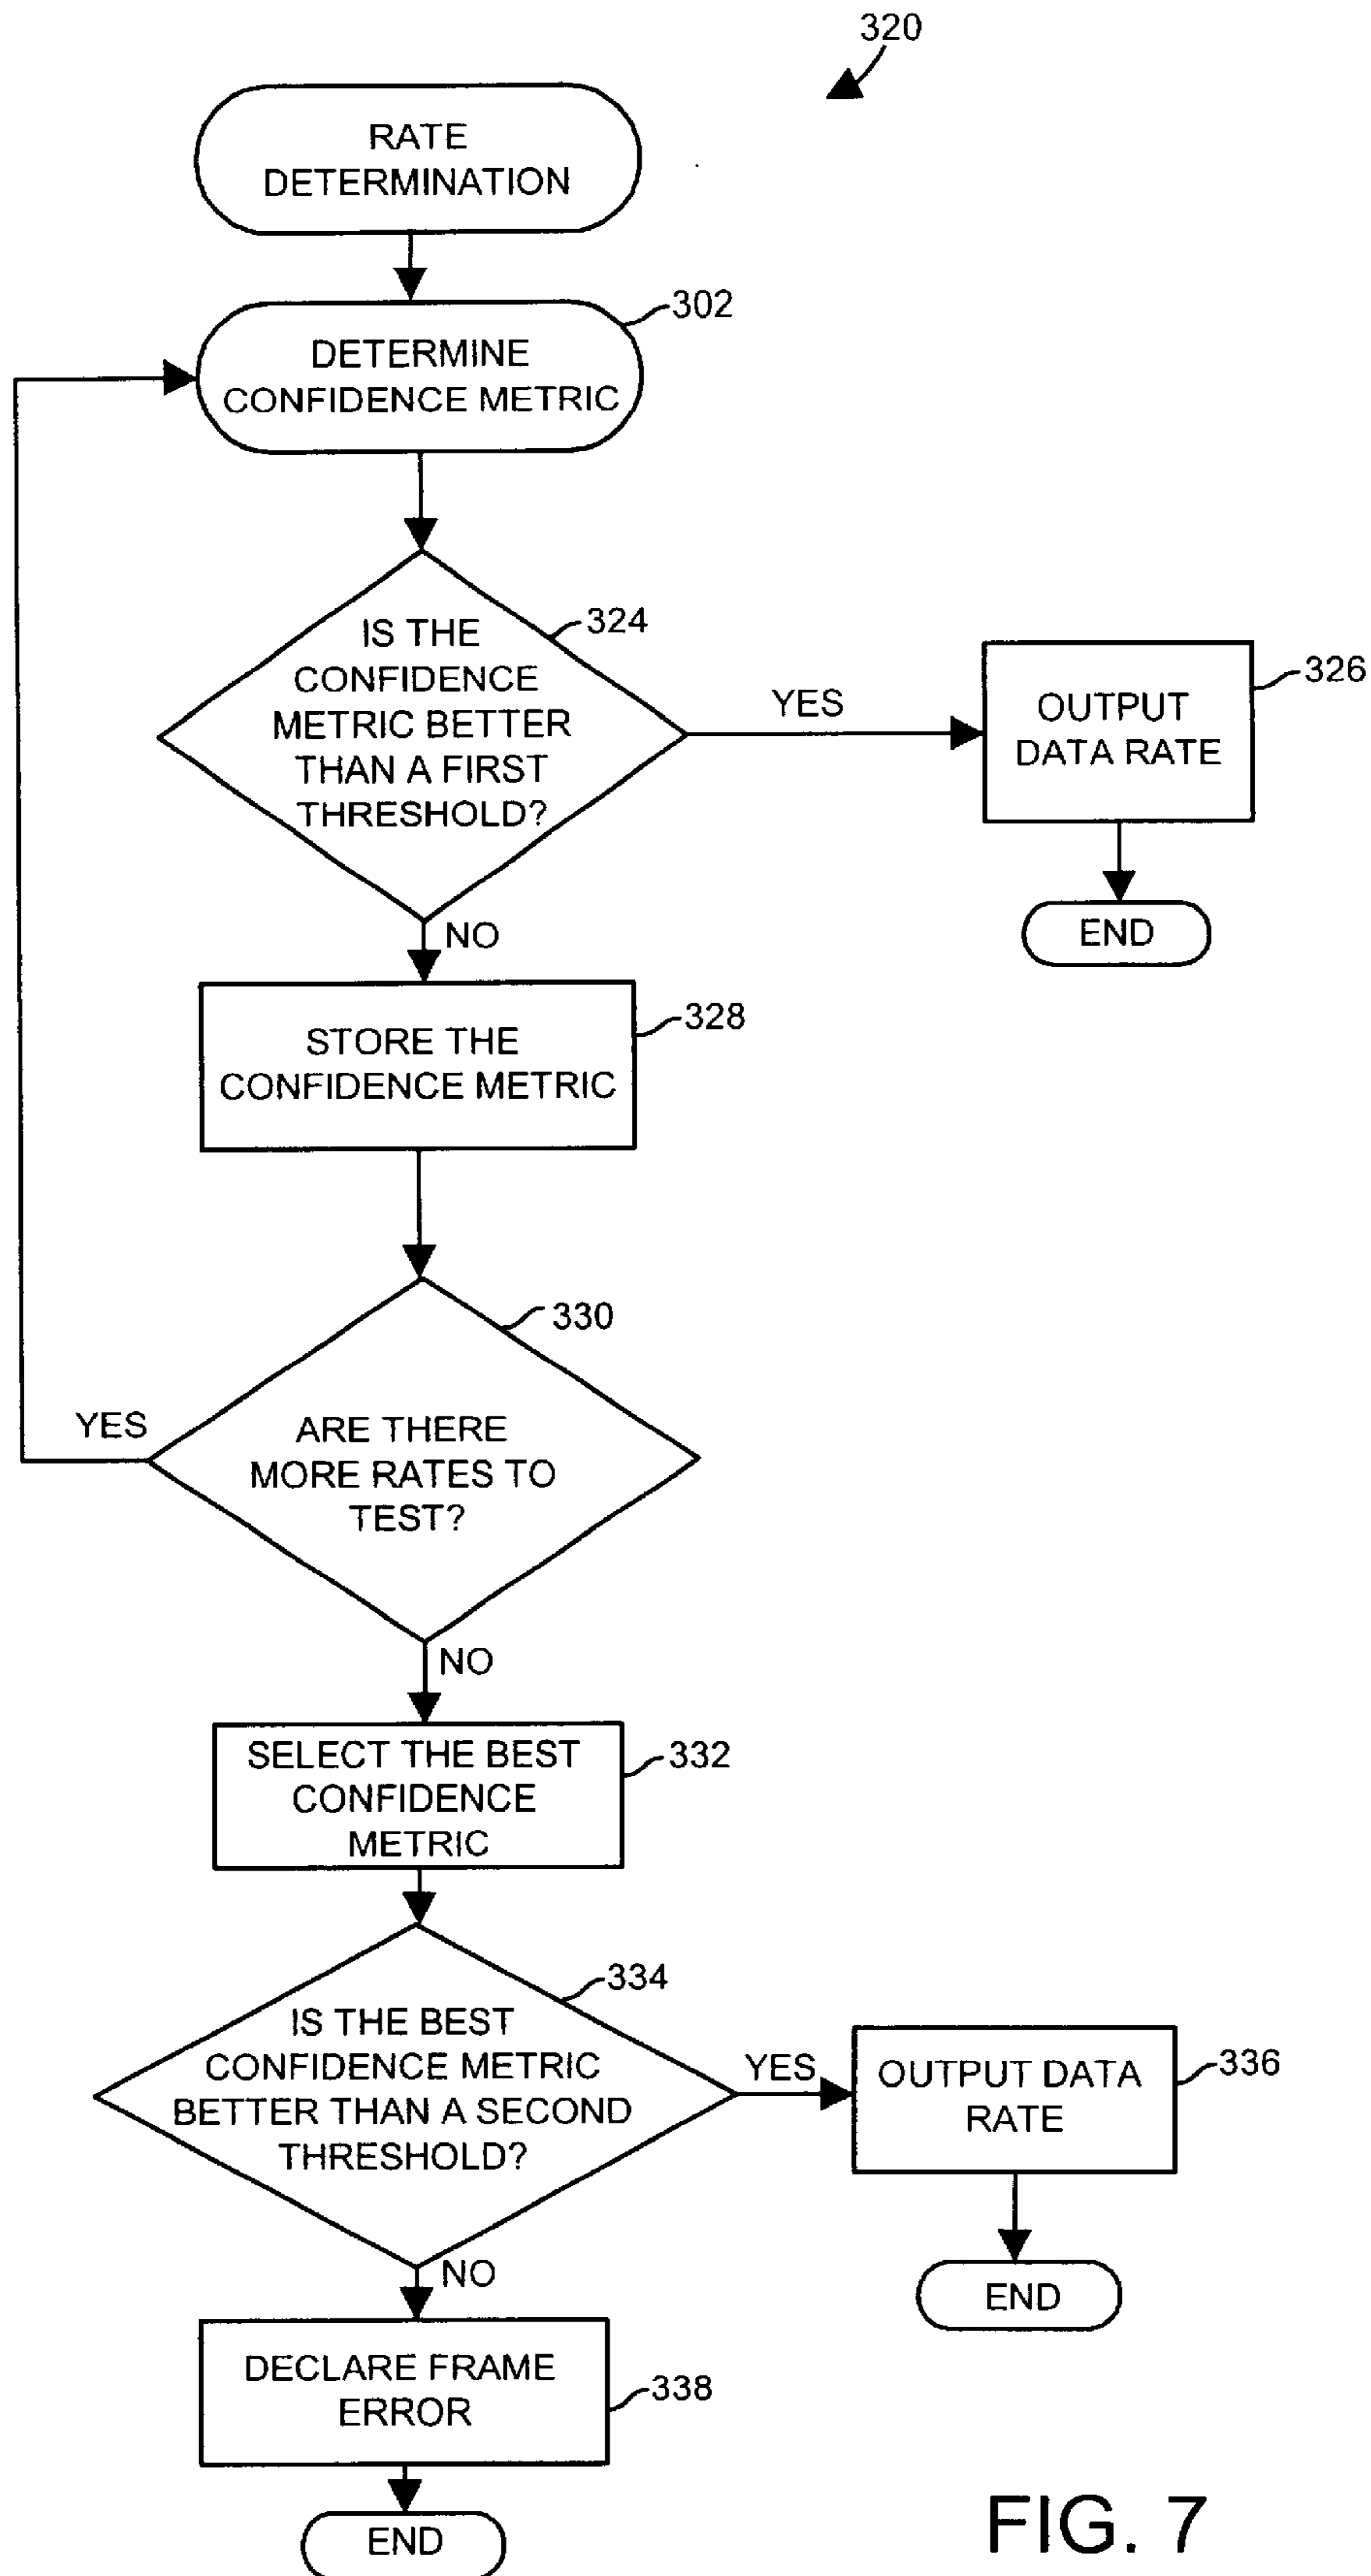 320
RATE
DETERMINATION
302
DETERMINE
CONFIDENCE METRIC
324
IS THE
CONFIDENCE
METRIC BETTER
THAN A FIRST
THRESHOLD?
YES
326
OUTPUT
DATA RATE
END
NO
328
STORE THE
CONFIDENCE METRIC
330
ARE THERE
MORE RATES TO
TEST?
YES
NO
332
SELECT THE BEST
CONFIDENCE
METRIC
334
IS THE BEST
CONFIDENCE METRIC
BETTER THAN A SECOND
THRESHOLD?
YES
336
OUTPUT DATA
RATE
END
NO
338
DECLARE FRAME
ERROR
END
FIG. 7